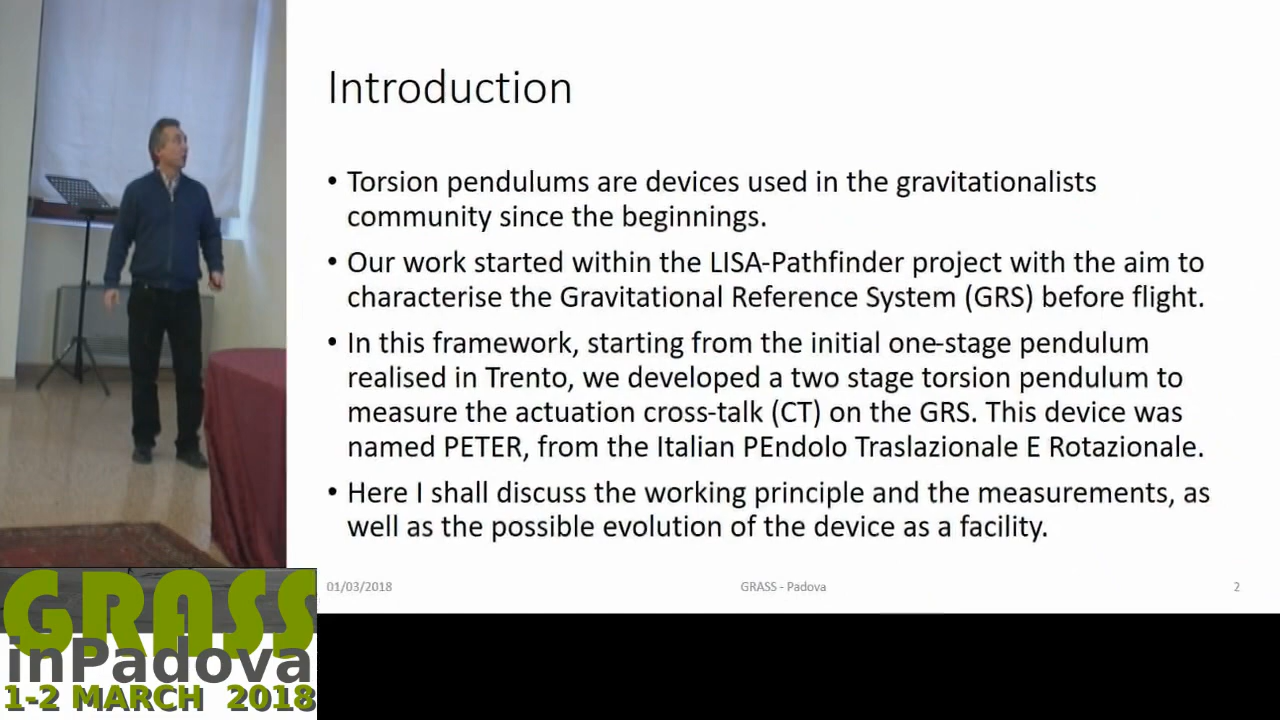 Introduction
• Torsion pendulums are devices used in the gravitationalists
community since the beginnings.
• Our work started within the LISA-Pathfinder project with the aim to
characterise the Gravitational Reference System (GRS) before flight.
• In this framework, starting from the initial one-stage pendulum
realised in Trento, we developed a two stage torsion pendulum to
measure the actuation cross-talk (CT) on the GRS. This device was
named PETER, from the Italian PEndolo Traslazionale E Rotazionale.
• Here I shall discuss the working principle and the measurements, as
well as the possible evolution of the device as a facility.
01/03/2018
GRASS - Padova
2
GRASS
inPadova
1-2 MARCH 2018